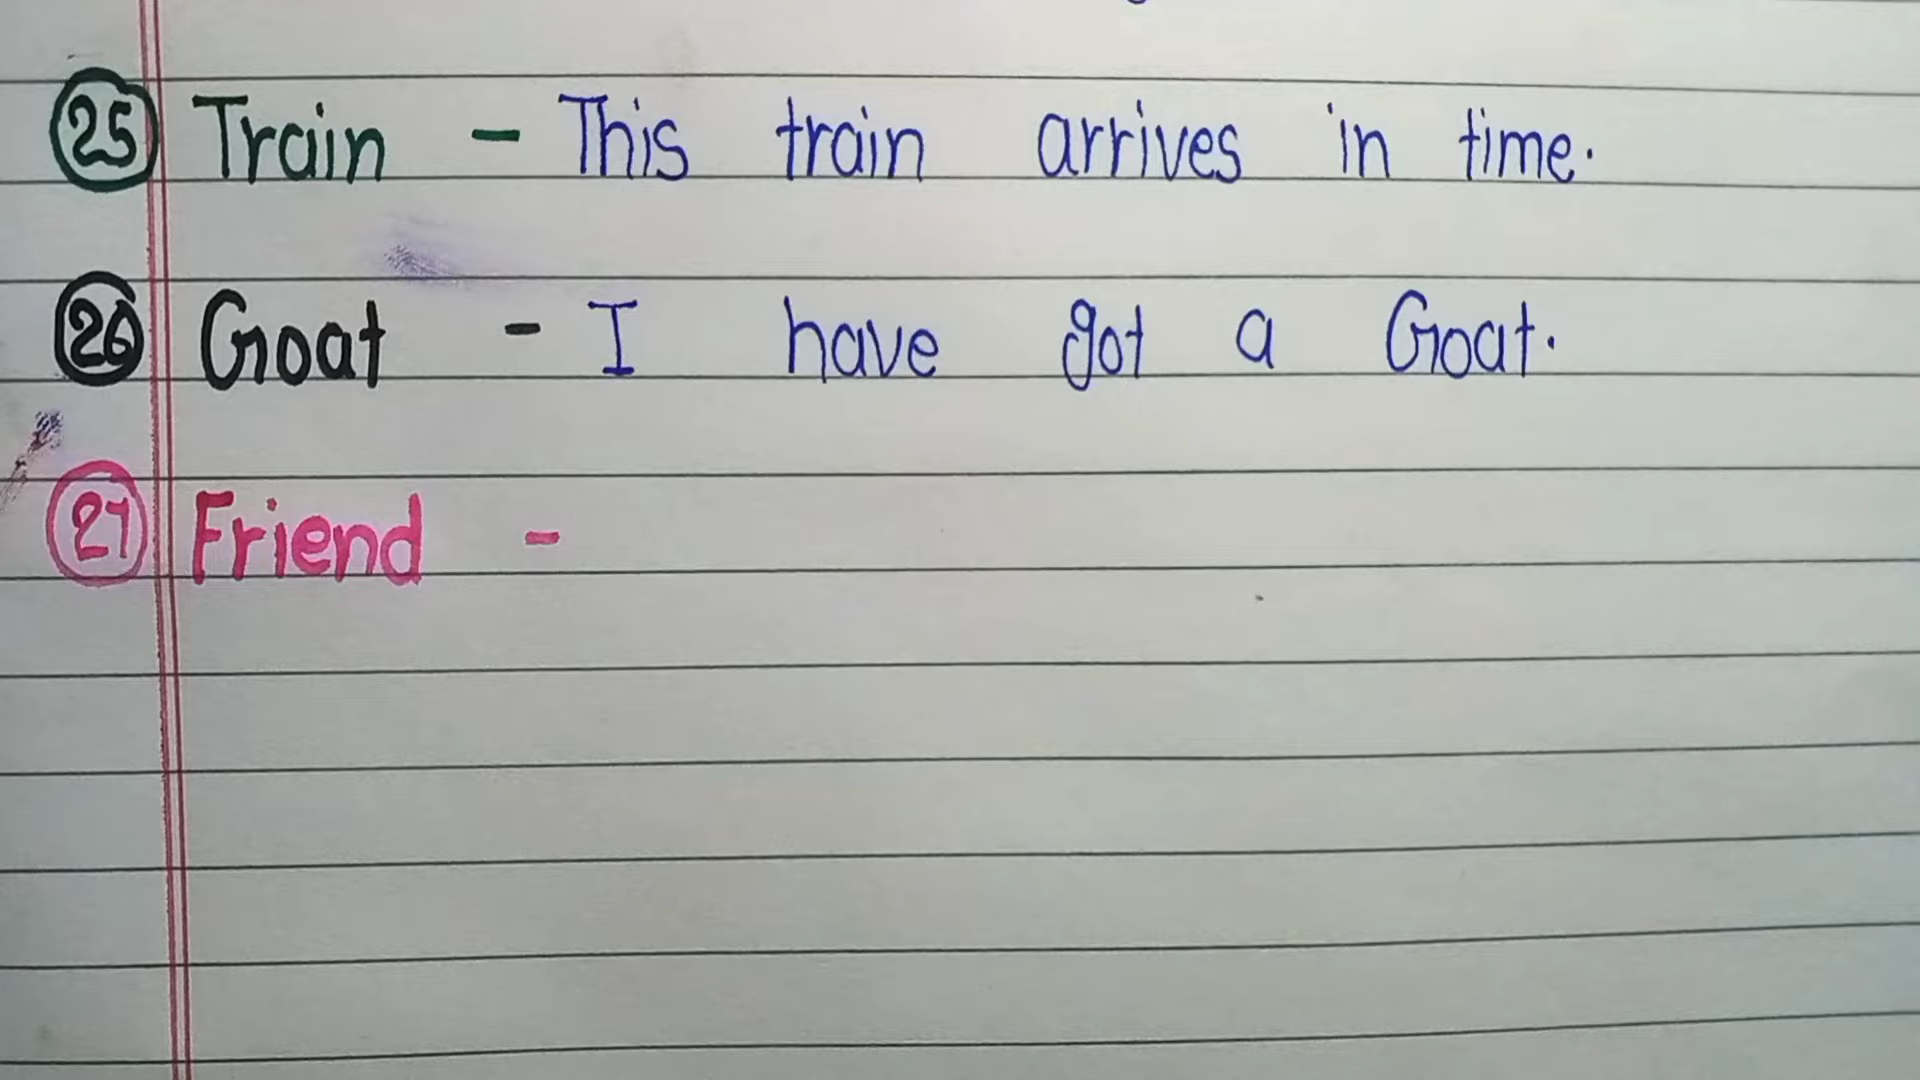 25 Train - This train arrives in time.
26 Goat - I have got a Goat.
27 Friend -